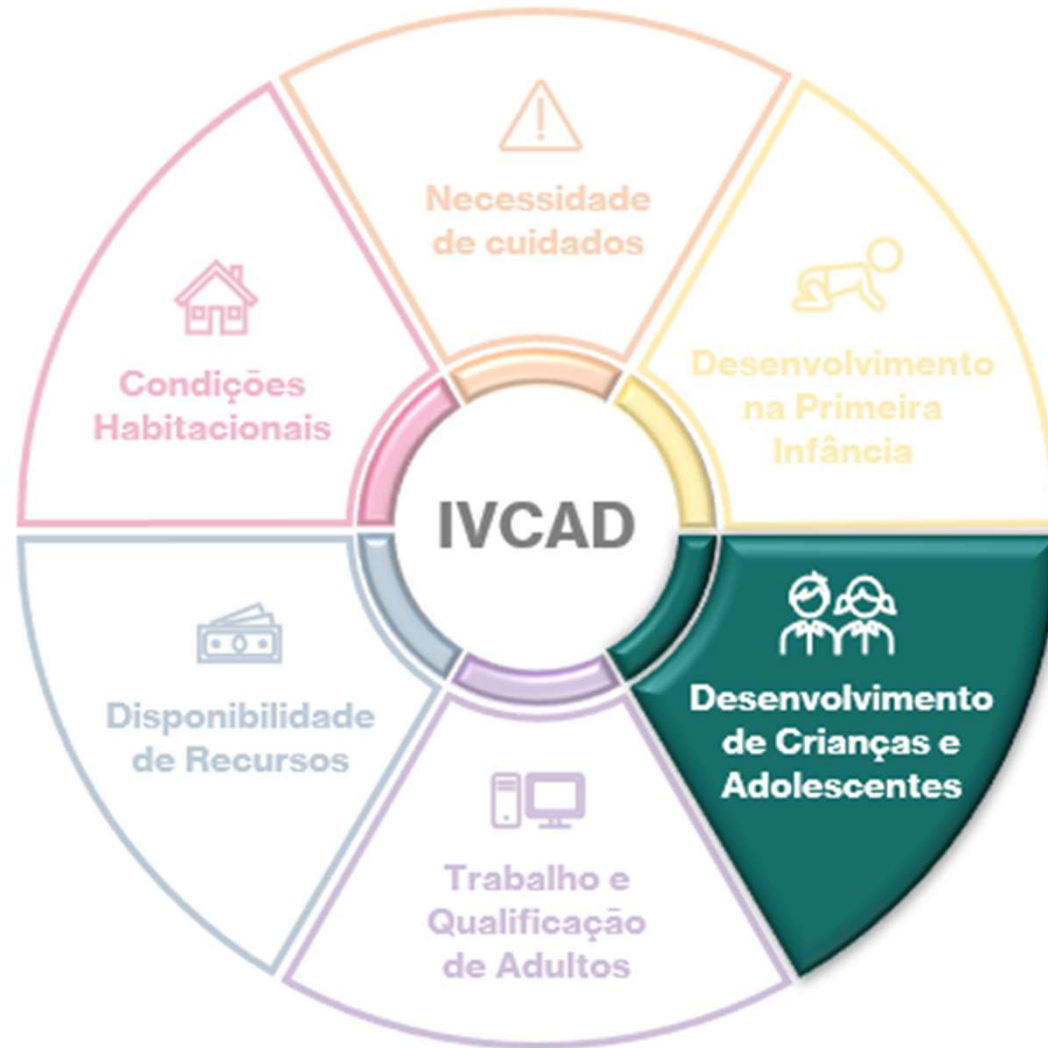 Necessidade
de cuidados
Desenvolvimento
na Primeira
Infância
Desenvolvimento
de Crianças e
Adolescentes
Trabalho e
Qualificação
de Adultos
Disponibilidade
de Recursos
Condições
Habitacionais
IVCAD